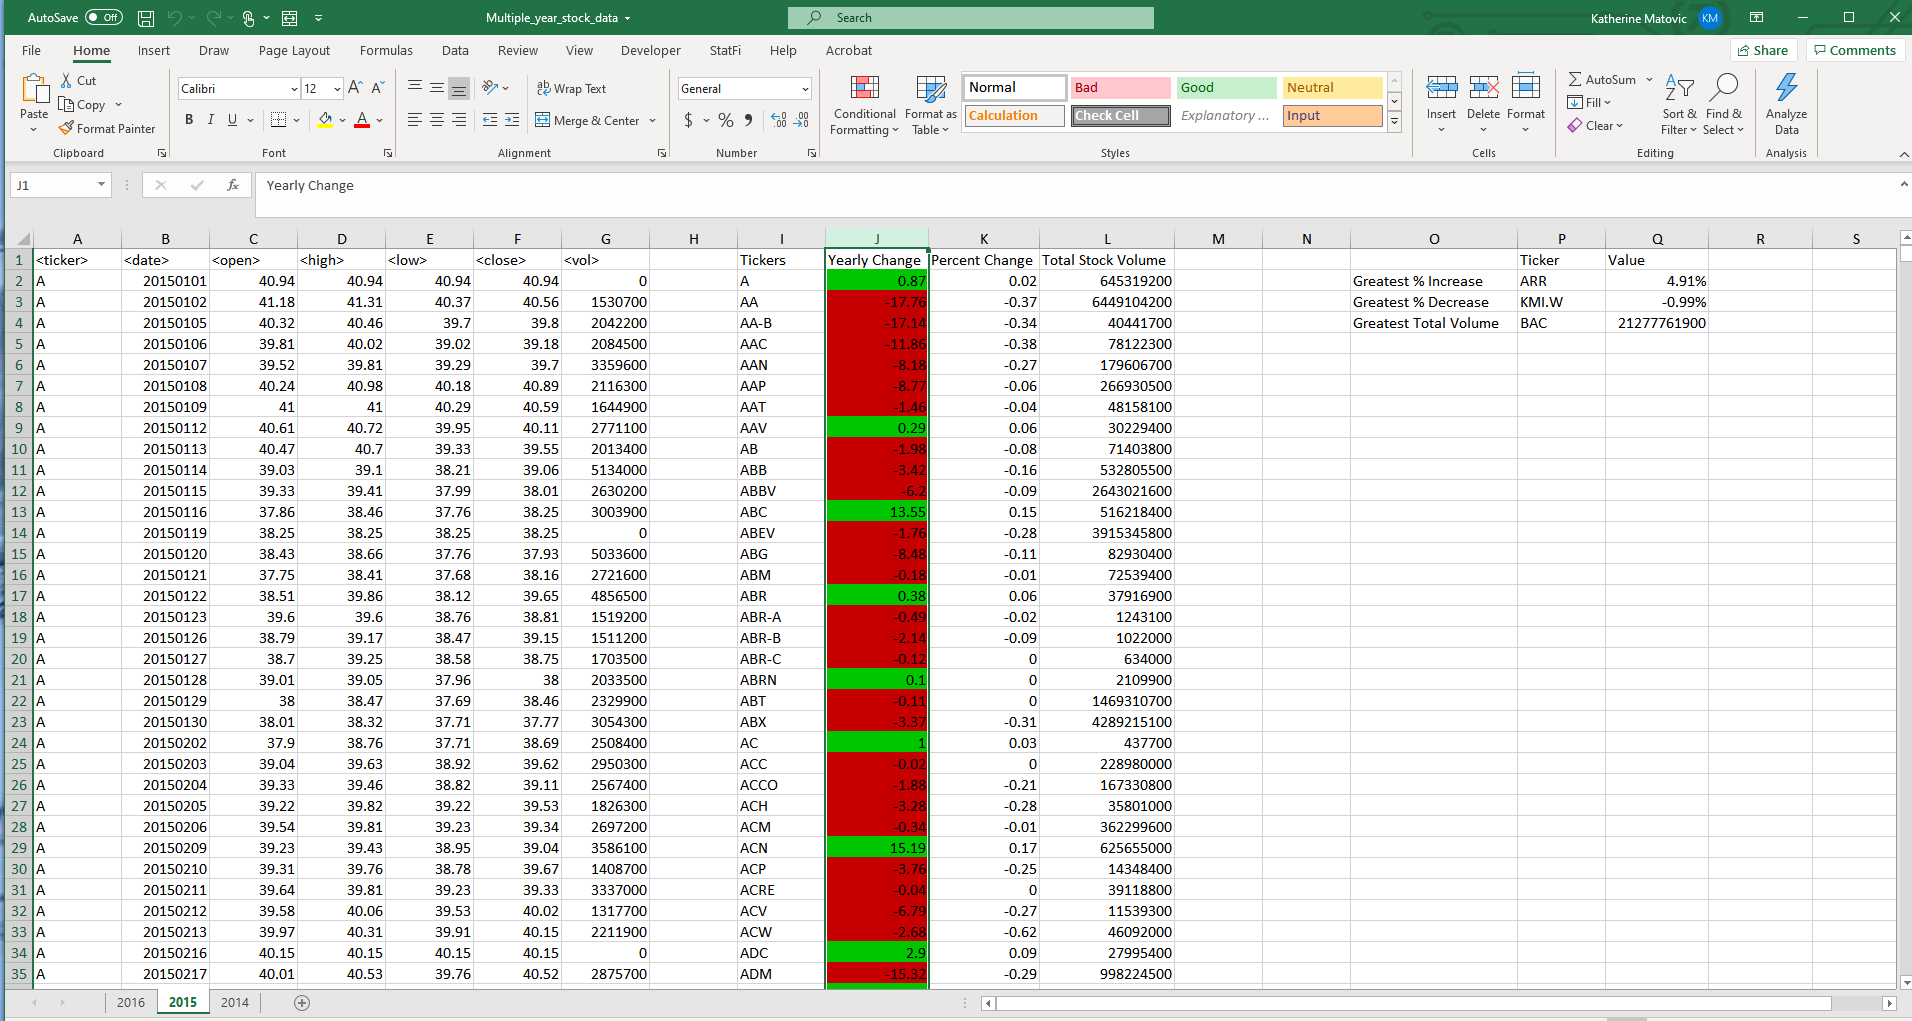 AutoSave Off Multiple_year_stock_data Search Katherine Matovic KM
File Home Insert Draw Page Layout Formulas Data Review View Developer StatFi Help Acrobat Share Comments
Paste Cut Copy Format Painter Clipboard
Calibri 12 A A B I U A Font
ab Wrap Text Merge & Center Alignment
General $ % Number
Conditional Formatting Format as Table
Normal Bad Good Neutral
Calculation Check Cell Explanatory ... Input
Styles
Insert Delete Format Cells
AutoSum Fill Clear Sort & Filter Find & Select Editing
Analyze Data Analysis
J1 fx Yearly Change
A B C D E F G H I J K L M N O P Q R S
1 <ticker> <date> <open> <high> <low> <close> <vol> Tickers Yearly Change Percent Change Total Stock Volume Ticker Value
2 A 20150101 40.94 40.94 40.94 40.94 0 A 0.87 0.02 645319200 Greatest % Increase ARR 4.91%
3 A 20150102 41.18 41.31 40.37 40.56 1530700 AA -17.76 -0.37 6449104200 Greatest % Decrease KMI.W -0.99%
4 A 20150105 40.32 40.46 39.7 39.8 2042200 AA-B -17.14 -0.34 40441700 Greatest Total Volume BAC 21277761900
5 A 20150106 39.81 40.02 39.02 39.18 2084500 AAC -11.86 -0.38 78122300
6 A 20150107 39.52 39.81 39.29 39.7 3359600 AAN -8.18 -0.27 179606700
7 A 20150108 40.24 40.98 40.18 40.89 2116300 AAP -8.77 -0.06 266930500
8 A 20150109 41 41 40.29 40.59 1644900 AAT -1.46 -0.04 48158100
9 A 20150112 40.61 40.72 39.95 40.11 2771100 AAV 0.29 0.06 30229400
10 A 20150113 40.47 40.7 39.33 39.55 2013400 AB -1.98 -0.08 71403800
11 A 20150114 39.03 39.1 38.21 39.06 5134000 ABB -3.42 -0.16 532805500
12 A 20150115 39.33 39.41 37.99 38.01 2630200 ABBV -6.2 -0.09 2643021600
13 A 20150116 37.86 38.46 37.76 38.25 3003900 ABC 13.55 0.15 516218400
14 A 20150119 38.25 38.25 38.25 38.25 0 ABEV -1.76 -0.28 3915345800
15 A 20150120 38.43 38.66 37.76 37.93 5033600 ABG -8.48 -0.11 82930400
16 A 20150121 37.75 38.41 37.68 38.16 2721600 ABM -0.18 -0.01 72539400
17 A 20150122 38.51 39.86 38.12 39.65 4856500 ABR 0.38 0.06 37916900
18 A 20150123 39.6 39.6 38.76 38.81 1519200 ABR-A -0.49 -0.02 1243100
19 A 20150126 38.79 39.17 38.47 39.15 1511200 ABR-B -2.14 -0.09 1022000
20 A 20150127 38.7 39.25 38.58 38.75 1703500 ABR-C -0.12 0 634000
21 A 20150128 39.01 39.05 37.96 38 2033500 ABRN 0.1 0 2109900
22 A 20150129 38 38.47 37.69 38.46 2329900 ABT -0.11 0 1469310700
23 A 20150130 38.01 38.32 37.71 37.77 3054300 ABX -3.37 -0.31 4289215100
24 A 20150202 37.9 38.76 37.71 38.69 2508400 AC 1 0.03 437700
25 A 20150203 39.04 39.63 38.92 39.62 2950300 ACC -0.02 0 228980000
26 A 20150204 39.33 39.46 38.82 39.11 2567400 ACCO -1.88 -0.21 167330800
27 A 20150205 39.22 39.82 39.22 39.53 1826300 ACH -3.28 -0.28 35801000
28 A 20150206 39.54 39.81 39.23 39.34 2697200 ACM -0.34 -0.01 362299600
29 A 20150209 39.23 39.43 38.95 39.04 3586100 ACN 15.19 0.17 625655000
30 A 20150210 39.31 39.76 38.78 39.67 1408700 ACP -3.76 -0.25 14348400
31 A 20150211 39.64 39.81 39.23 39.33 3337000 ACRE -0.04 0 39118800
32 A 20150212 39.58 40.06 39.53 40.02 1317700 ACV -6.79 -0.27 11539300
33 A 20150213 39.97 40.31 39.91 40.15 2211900 ACW -2.68 -0.62 46092000
34 A 20150216 40.15 40.15 40.15 40.15 0 ADC 2.9 0.09 27995400
35 A 20150217 40.01 40.53 39.76 40.52 2875700 ADM -15.32 -0.29 998224500
2016 2015 2014